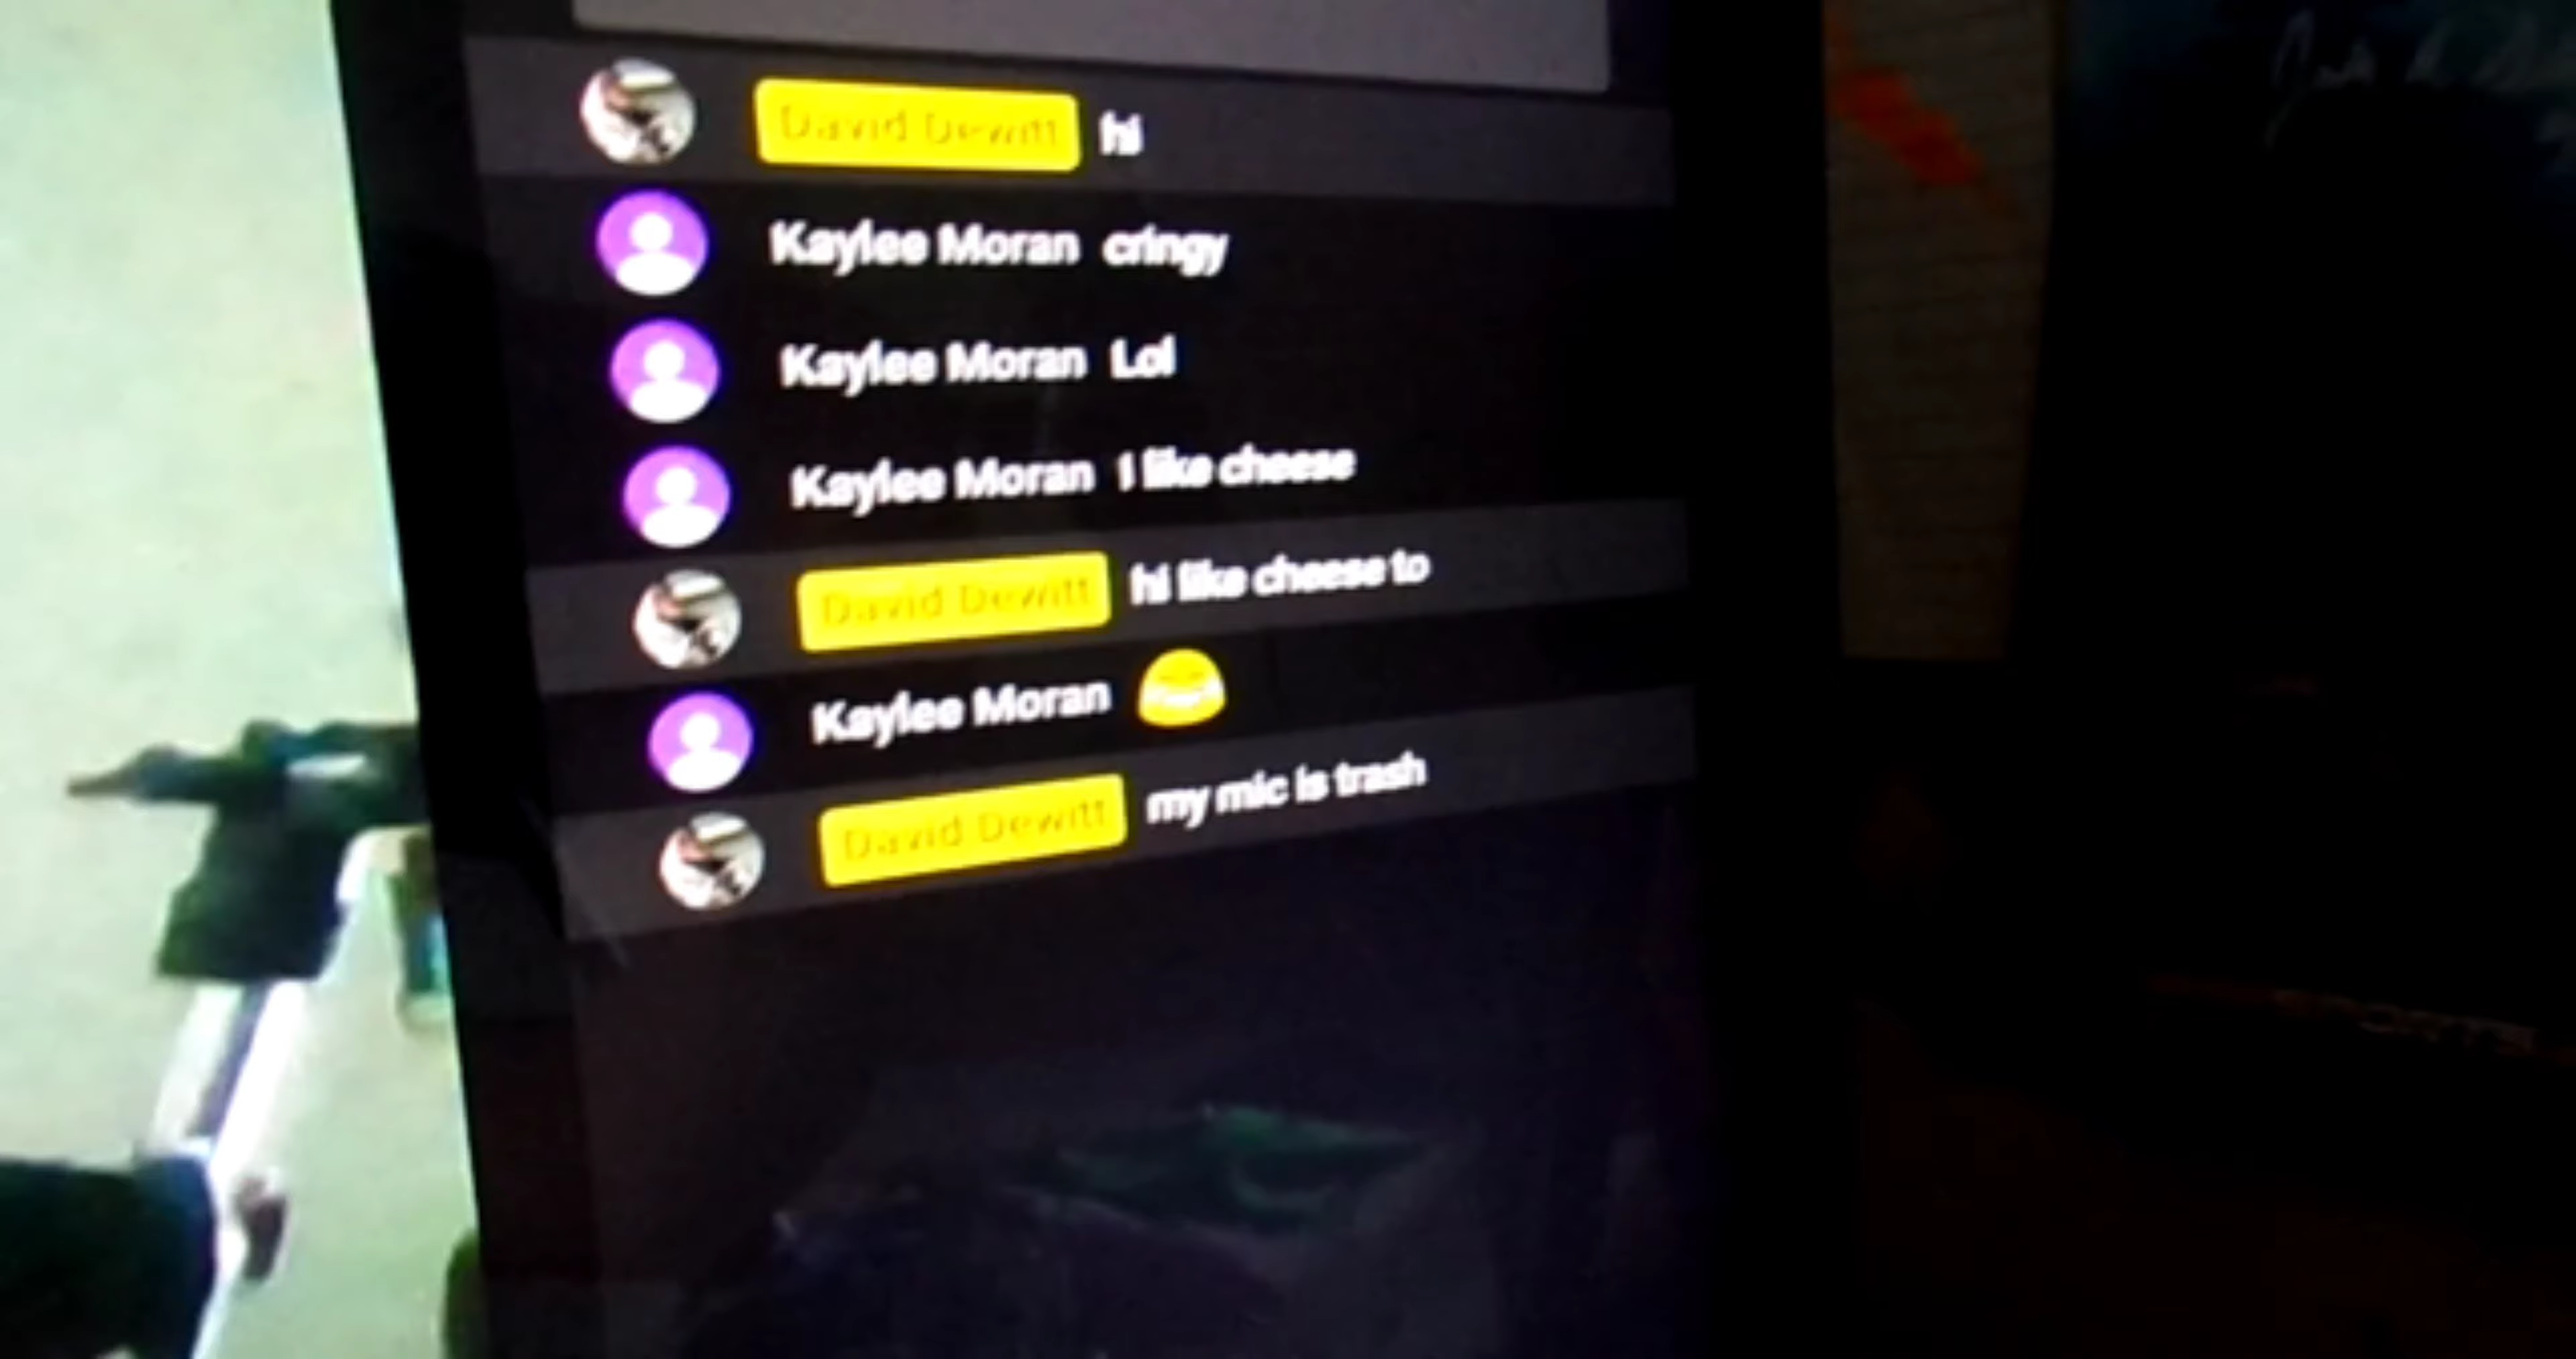 David Dewitt hi
Kaylee Moran cringy
Kaylee Moran Lol
Kaylee Moran I like cheese
David Dewitt hi like cheese to
Kaylee Moran 😂
David Dewitt my mic is trash